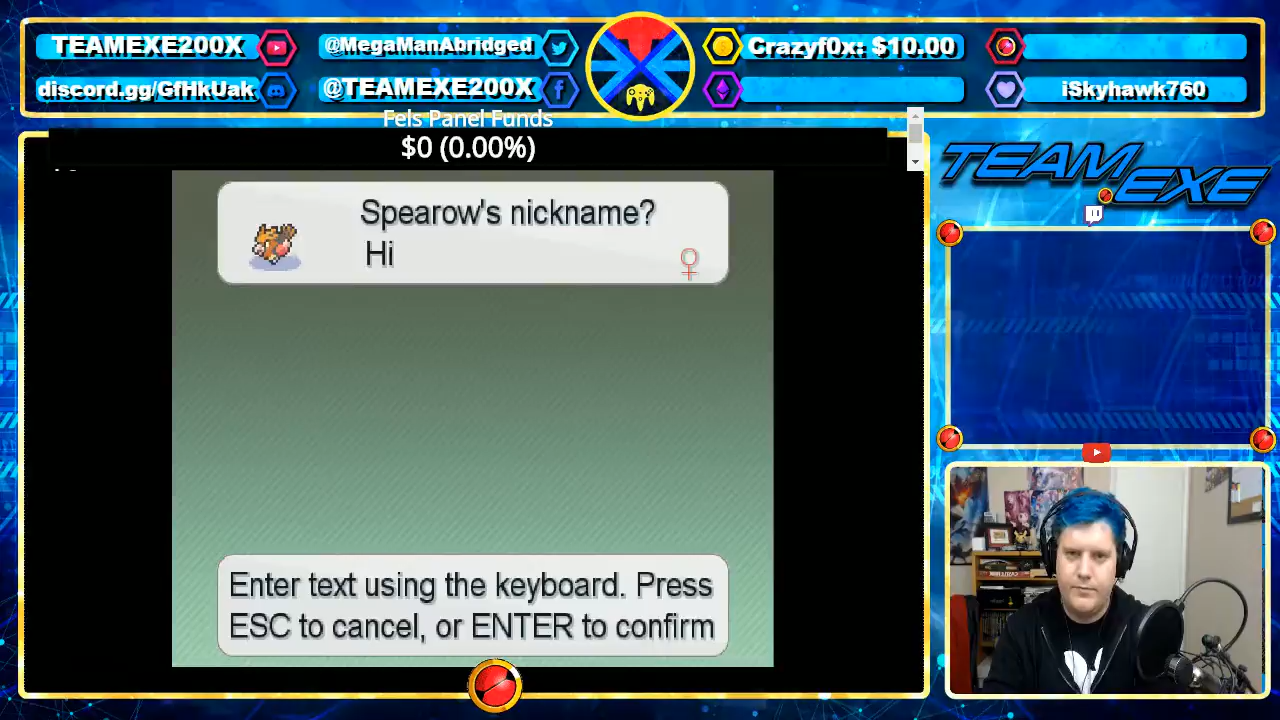 TEAMEXE200X
@MegaManAbridged
Crazyf0x: $10.00
discord.gg/GfHkUak
@TEAMEXE200X
iSkyhawk760
Fels Panel Funds
$0 (0.00%)
TEAM
.EXE
Spearow's nickname?
Hi
Enter text using the keyboard. Press
ESC to cancel, or ENTER to confirm